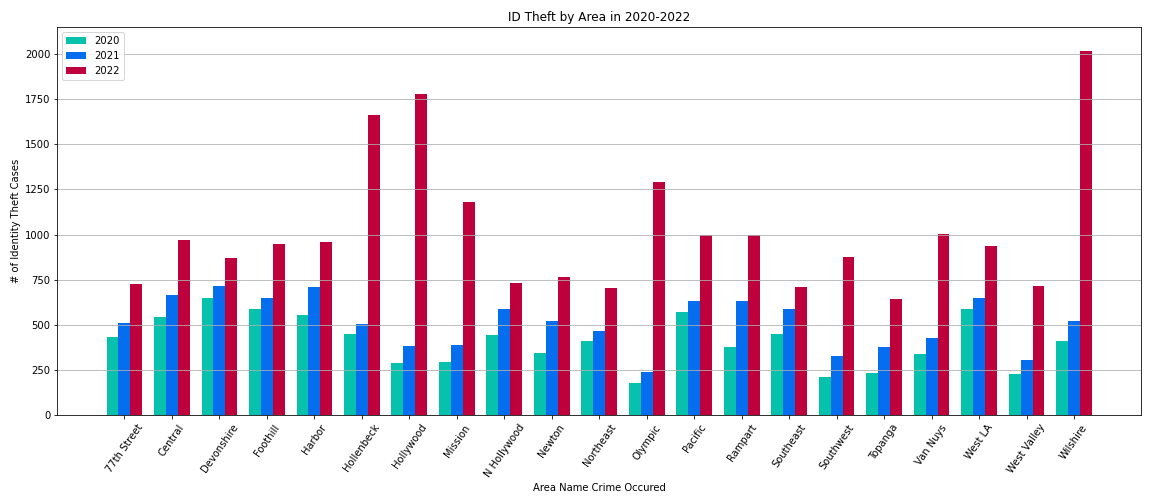 ID Theft by Area in 2020-2022
2020
2021
2022
2000
1750
1500
1250
1000
750
500
250
0
# of Identity Theft Cases
77th Street
Central
Devonshire
Foothill
Harbor
Hollenbeck
Hollywood
Mission
N Hollywood
Newton
Northeast
Olympic
Pacific
Rampart
Southeast
Southwest
Topanga
Van Nuys
West LA
West Valley
Wilshire
Area Name Crime Occured